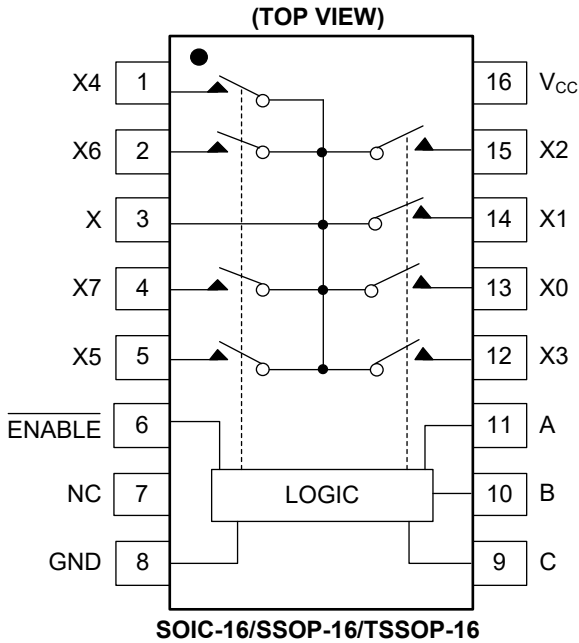 (TOP VIEW)
X4 1 16 VCC
X6 2 15 X2
X 3 14 X1
X7 4 13 X0
X5 5 12 X3
ENABLE 6 11 A
NC 7 LOGIC 10 B
GND 8 9 C
SOIC-16/SSOP-16/TSSOP-16